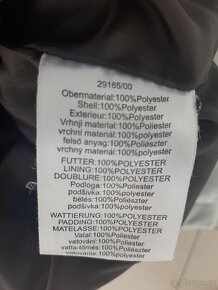 29165/00
Obermaterial:100%Polyester
Shell:100%Polyester
Exterieur:100%Polyester
Vrhnji material:100%Poliester
vrchní materiál:100%Polyester
felső anyag:100%Poliészter
vrchný materiál:100%Polyester
FUTTER:100%POLYESTER
LINING:100%POLYESTER
DOUBLURE:100%POLYESTER
Podloga:100%Poliester
podšívka:100%Polyester
bélés:100%Poliészter
podšívka:100%Polyester
WATTIERUNG:100%POLYESTER
PADDING:100%POLYESTER
MATELASSE:100%POLYESTER
Vatal:100%Poliester
vatování:100%Polyester
vatta-tömés:100%Poliészter
vatovanie:100%Polyester